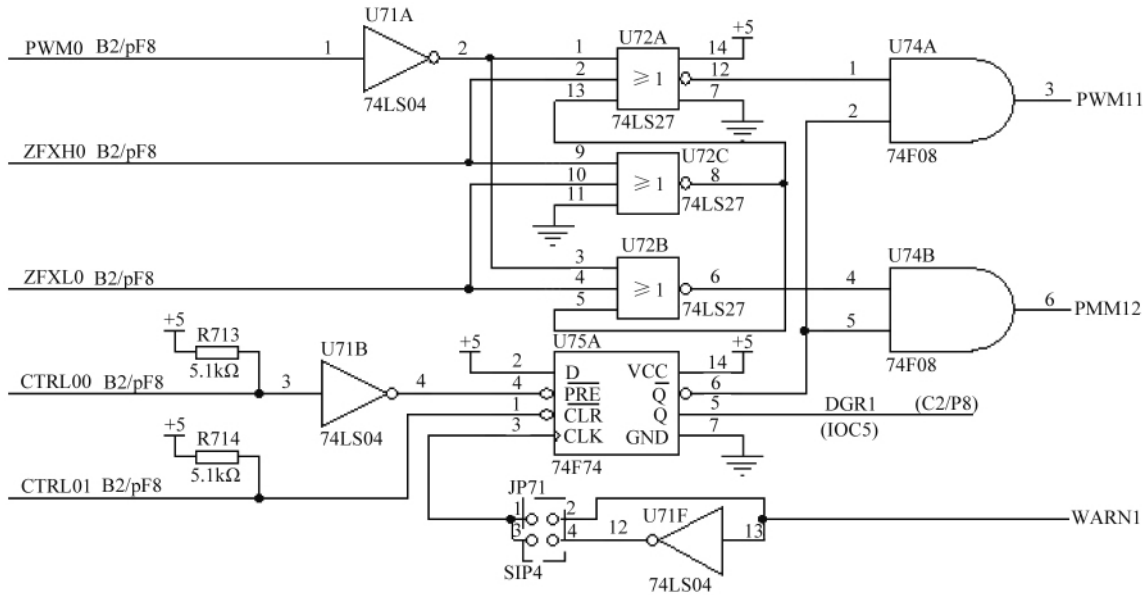 U71A
PWM0 B2/pF8
1
2
74LS04
U72A
1
2
13
≥ 1
14
+5
12
7
74LS27
U74A
1
2
3
PWM11
74F08
ZFXH0 B2/pF8
9
10
11
≥ 1
U72C
8
74LS27
ZFXL0 B2/pF8
U72B
3
4
5
≥ 1
6
74LS27
U74B
4
5
6
PMM12
74F08
+5
R713
5.1kΩ
CTRL00 B2/pF8
3
U71B
4
74LS04
+5
R714
5.1kΩ
CTRL01 B2/pF8
U75A
+5
2
4
1
3
D
PRE
CLR
CLK
VCC
Q
Q
GND
14
+5
6
5
7
74F74
DGR1 (C2/P8)
(IOC5)
JP71
1
2
3
4
SIP4
12
U71F
13
74LS04
WARN1